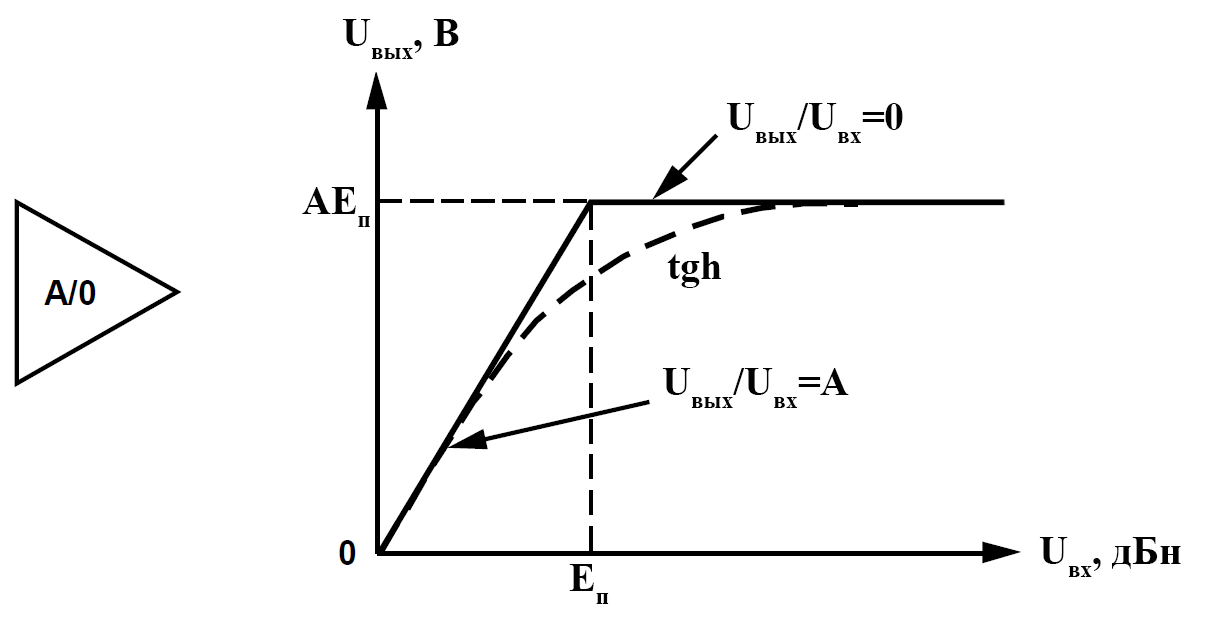 Uвых, В
Uвых/Uвх=0
AEп
tgh
A/0
Uвых/Uвх=A
0
Uвх, дБн
Eп